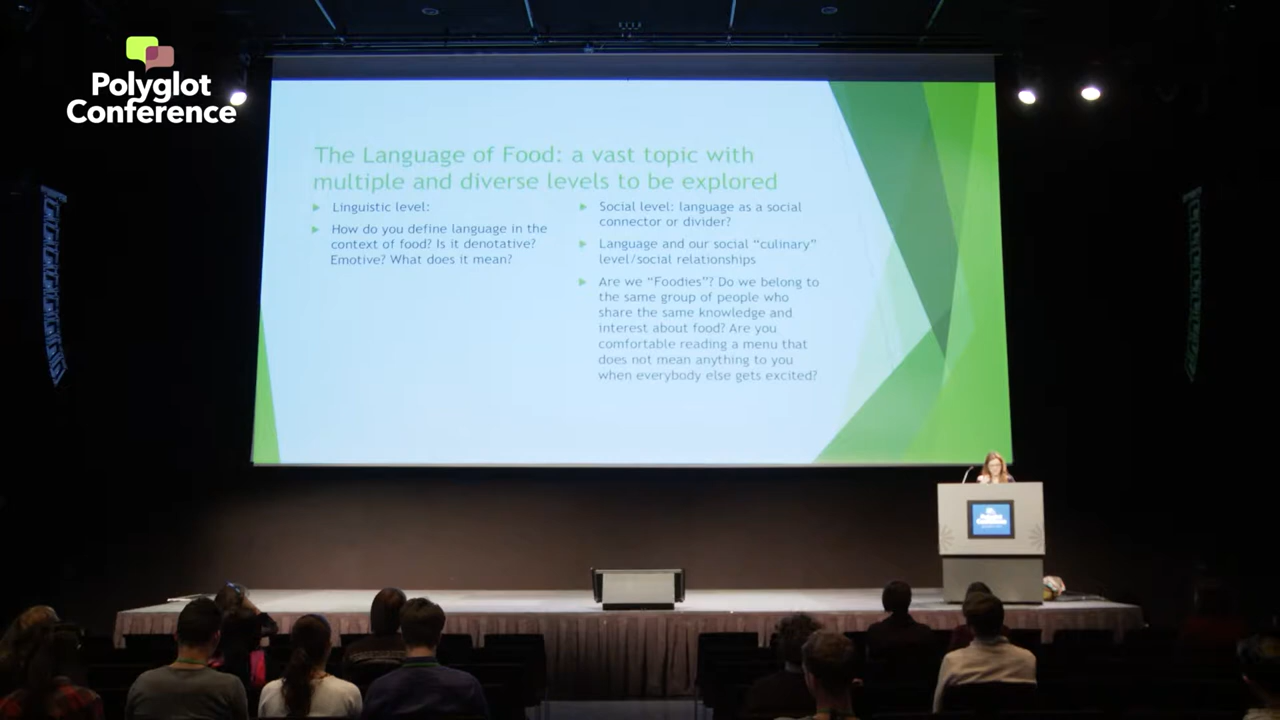 Polyglot
Conference
The Language of Food: a vast topic with
multiple and diverse levels to be explored
Linguistic level:
How do you define language in the
context of food? Is it denotative?
Emotive? What does it mean?
Social level: language as a social
connector or divider?
Language and our social “culinary”
level/social relationships
Are we “Foodies”? Do we belong to
the same group of people who
share the same knowledge and
interest about food? Are you
comfortable reading a menu that
does not mean anything to you
when everybody else gets excited?